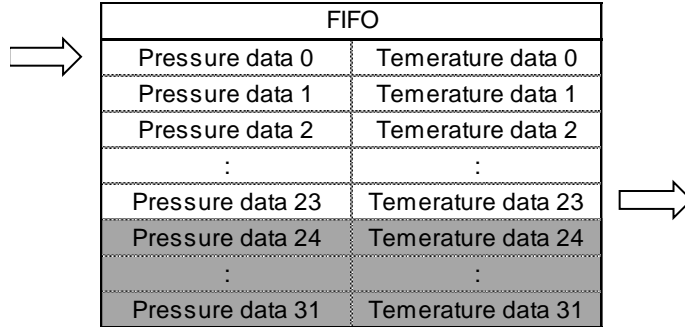 FIFO
Pressure data 0 Temerature data 0
Pressure data 1 Temerature data 1
Pressure data 2 Temerature data 2
: :
Pressure data 23 Temerature data 23
Pressure data 24 Temerature data 24
: :
Pressure data 31 Temerature data 31